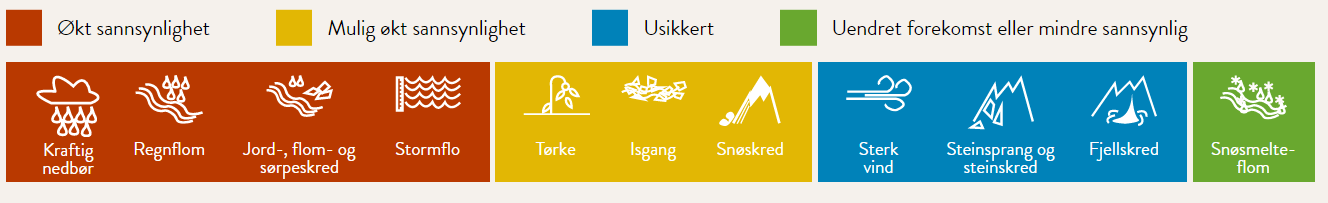 Økt sannsynlighet
Mulig økt sannsynlighet
Usikkert
Uendret forekomst eller mindre sannsynlig
Kraftig
nedbør
Regnflom
Jord-, flom- og
sørpeskred
Stormflo
Tørke
Isgang
Snøskred
Sterk
vind
Steinsprang og
steinskred
Fjellskred
Snøsmelte-
flom